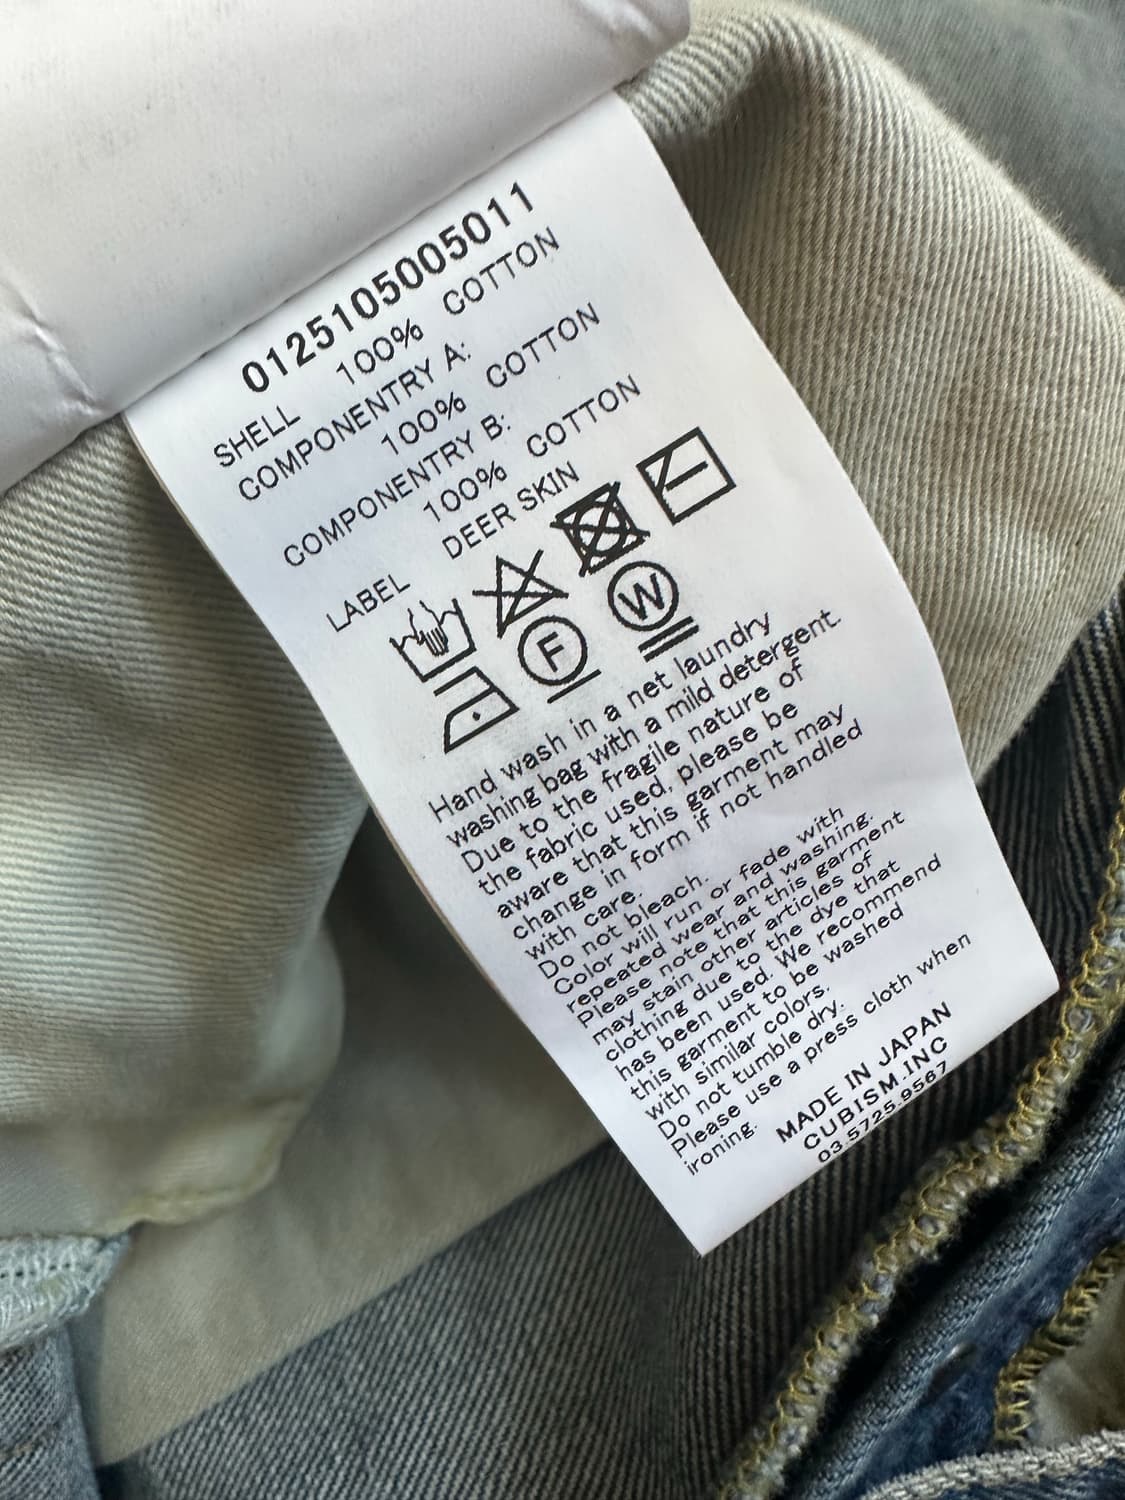 0125105005011
SHELL 100% COTTON
COMPONENTRY A:
100% COTTON
COMPONENTRY B:
100% COTTON
LABEL DEER SKIN
F W
Hand wash in a net laundry
washing bag with a mild detergent.
Due to the fragile nature of
the fabric used, please be
aware that this garment may
change in form if not handled
with care.
Do not bleach.
Color will run or fade with
repeated wear and washing.
Please note that this garment
may stain other articles of
clothing due to the dye that
has been used. We recommend
this garment to be washed
with similar colors.
Do not tumble dry.
Please use a press cloth when
ironing.
MADE IN JAPAN
CUBISM.INC
03.5725.9567